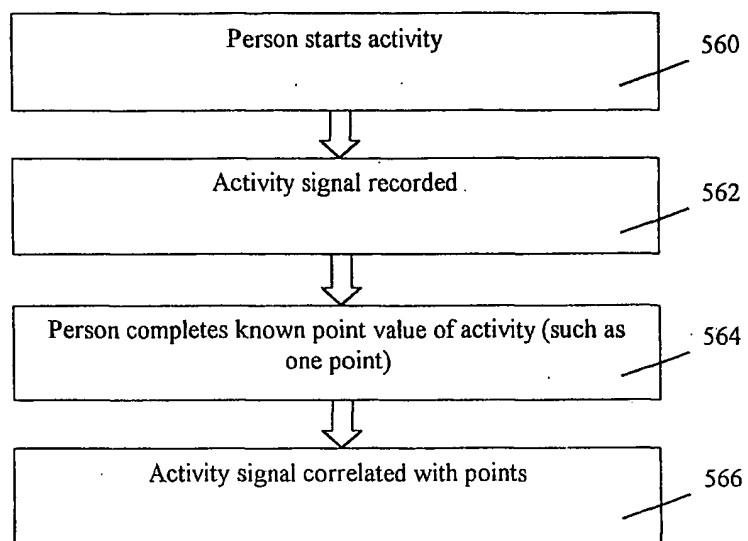 Person starts activity
560
Activity signal recorded
562
Person completes known point value of activity (such as
one point)
564
Activity signal correlated with points
566